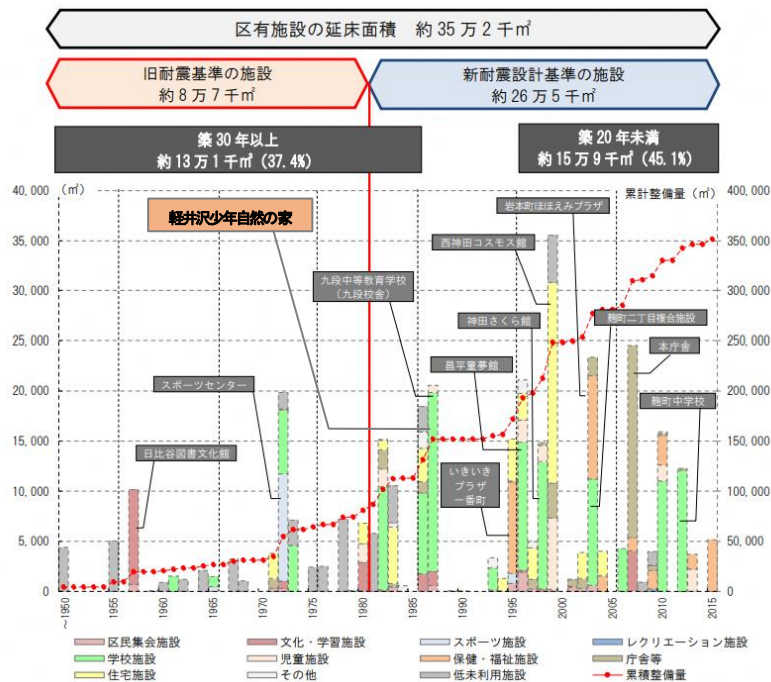 区有施設の延床面積　約35万2千㎡
旧耐震基準の施設
約8万7千㎡
新耐震設計基準の施設
約26万5千㎡
築30年以上
約13万1千㎡(37.4%)
築20年未満
約15万9千㎡(45.1%)
40,000
(㎡)
累計整備量(㎡)
400,000
岩本町ほほえみプラザ
軽井沢少年自然の家
西神田コスモス館
35,000
350,000
九段中等教育学校
(九段校舎)
30,000
300,000
神田さくら館
麹町二丁目複合施設
25,000
250,000
本庁舎
昌平童夢館
スポーツセンター
20,000
200,000
麹町中学校
日比谷図書文化館
15,000
150,000
いきいき
プラザ
一番町
10,000
100,000
5,000
50,000
0
0
1960
~
1965
1970
1975
1980
1985
1990
1995
2000
2005
2010
2015
区民集会施設
文化・学習施設
スポーツ施設
レクリエーション施設
学校施設
児童施設
保健・福祉施設
庁舎等
住宅施設
その他
低未利用施設
累積整備量